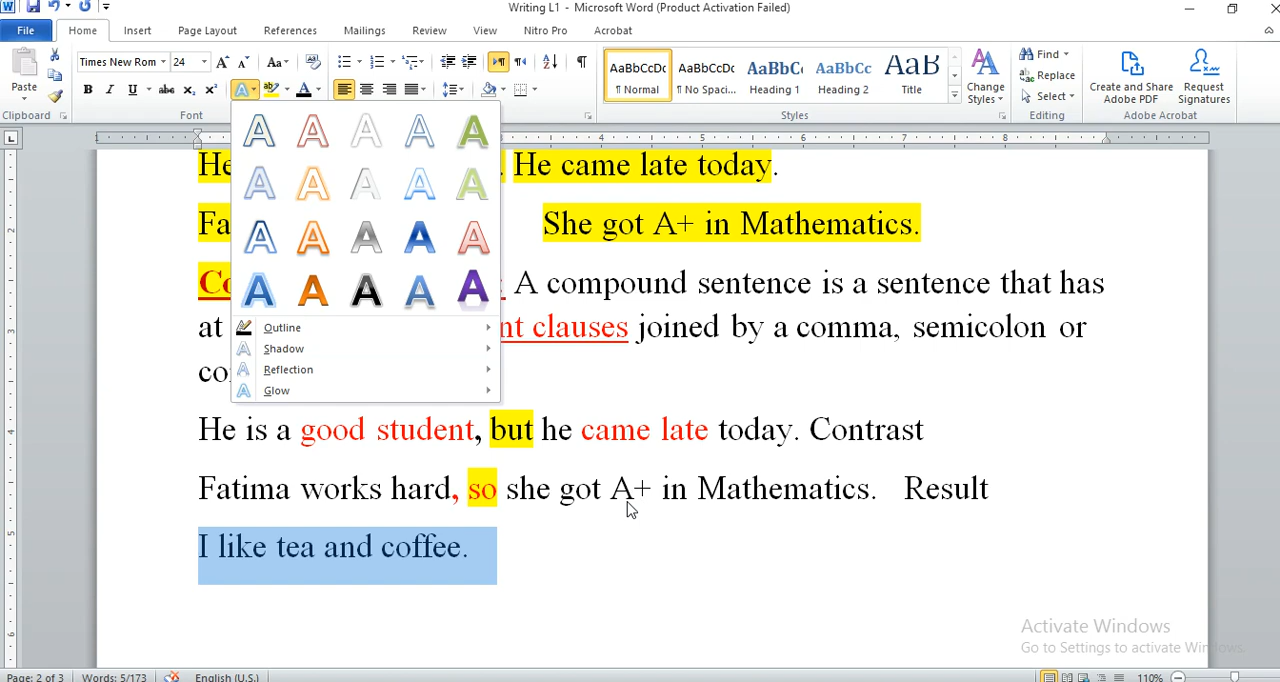 Writing L1 - Microsoft Word (Product Activation Failed)
File Home Insert Page Layout References Mailings Review View Nitro Pro Acrobat
Times New Rom 24 Aa
AaBbCcDc AaBbCcDc AaBbCc AaBbCc AaB
Paste
B I U abc
¶ Normal ¶ No Spaci... Heading 1 Heading 2 Title
Change Styles
Find
Replace
Select
Create and Share Adobe PDF
Request Signatures
Clipboard Font Styles Editing Adobe Acrobat
He came late today.
She got A+ in Mathematics.
A compound sentence is a sentence that has
at nt clauses joined by a comma, semicolon or
Outline
Shadow
Reflection
Glow
He is a good student, but he came late today. Contrast
Fatima works hard, so she got A+ in Mathematics. Result
I like tea and coffee.
Activate Windows
Go to Settings to activate Win
Page: 2 of 3 Words: 5/173 English (U.S.) 110%